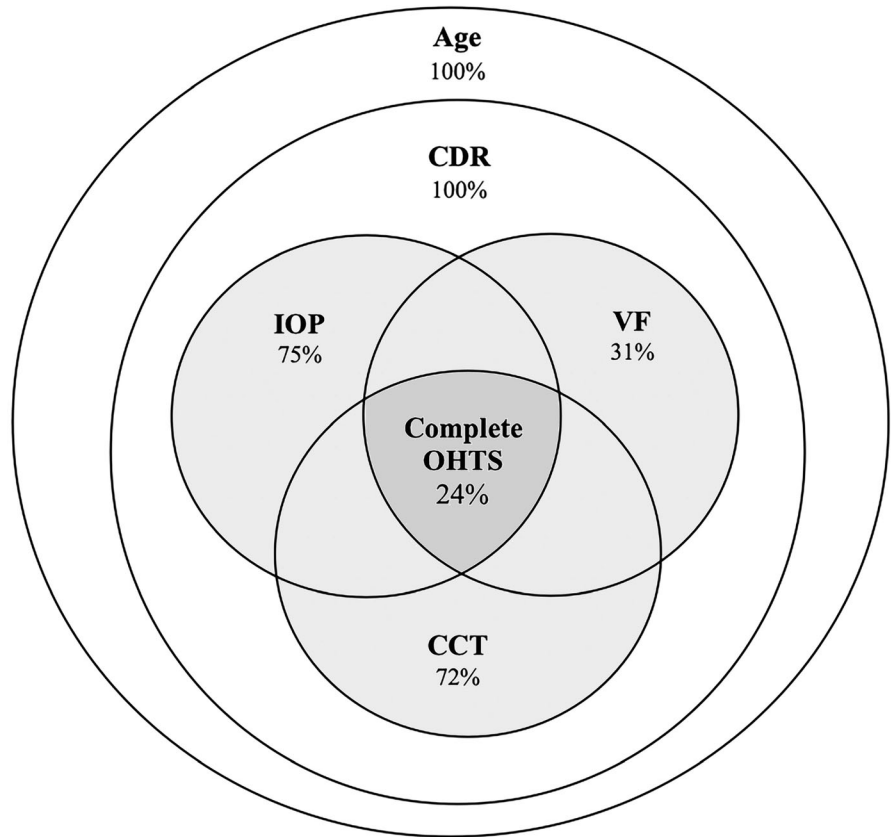 Age
100%
CDR
100%
IOP
75%
VF
31%
Complete
OHTS
24%
CCT
72%